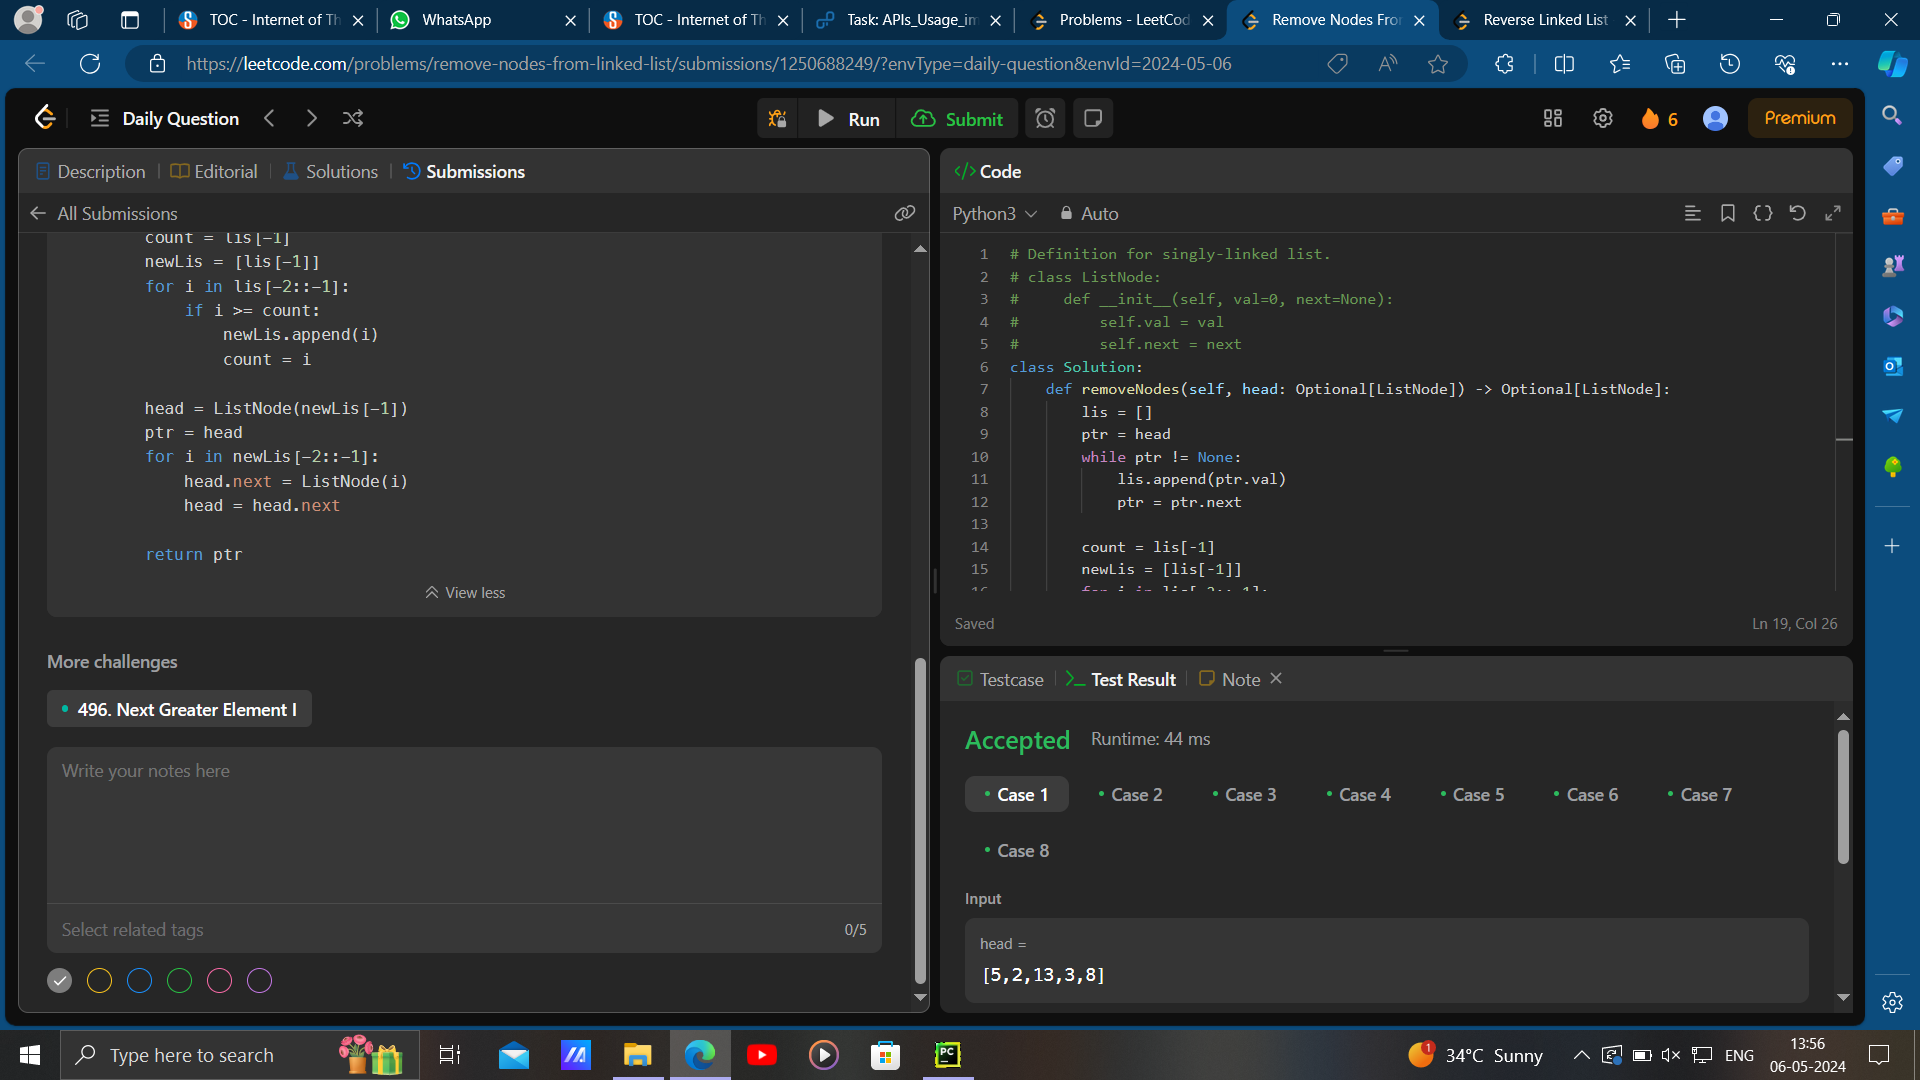 TOC - Internet of Th
WhatsApp
TOC - Internet of Th
Task: APIs_Usage_im
Problems - LeetCod
Remove Nodes Fro
Reverse Linked List
https://leetcode.com/problems/remove-nodes-from-linked-list/submissions/1250688249/?envType=daily-question&envId=2024-05-06
Daily Question
Run
Submit
6
Premium
Description
Editorial
Solutions
Submissions
All Submissions
count = lis[-1]
newLis = [lis[-1]]
for i in lis[-2::-1]:
if i >= count:
newLis.append(i)
count = i
head = ListNode(newLis[-1])
ptr = head
for i in newLis[-2::-1]:
head.next = ListNode(i)
head = head.next
return ptr
View less
More challenges
496. Next Greater Element I
Write your notes here
Select related tags
0/5
</> Code
Python3
Auto
1 # Definition for singly-linked list.
2 # class ListNode:
3 #     def __init__(self, val=0, next=None):
4 #         self.val = val
5 #         self.next = next
6 class Solution:
7     def removeNodes(self, head: Optional[ListNode]) -> Optional[ListNode]:
8         lis = []
9         ptr = head
10         while ptr != None:
11             lis.append(ptr.val)
12             ptr = ptr.next
13
14         count = lis[-1]
15         newLis = [lis[-1]]
16         for i in lis[-2::-1]:
Saved
Ln 19, Col 26
Testcase
Test Result
Note
Accepted
Runtime: 44 ms
Case 1
Case 2
Case 3
Case 4
Case 5
Case 6
Case 7
Case 8
Input
head =
[5,2,13,3,8]
Type here to search
PC
1
34°C Sunny
ENG
13:56
06-05-2024